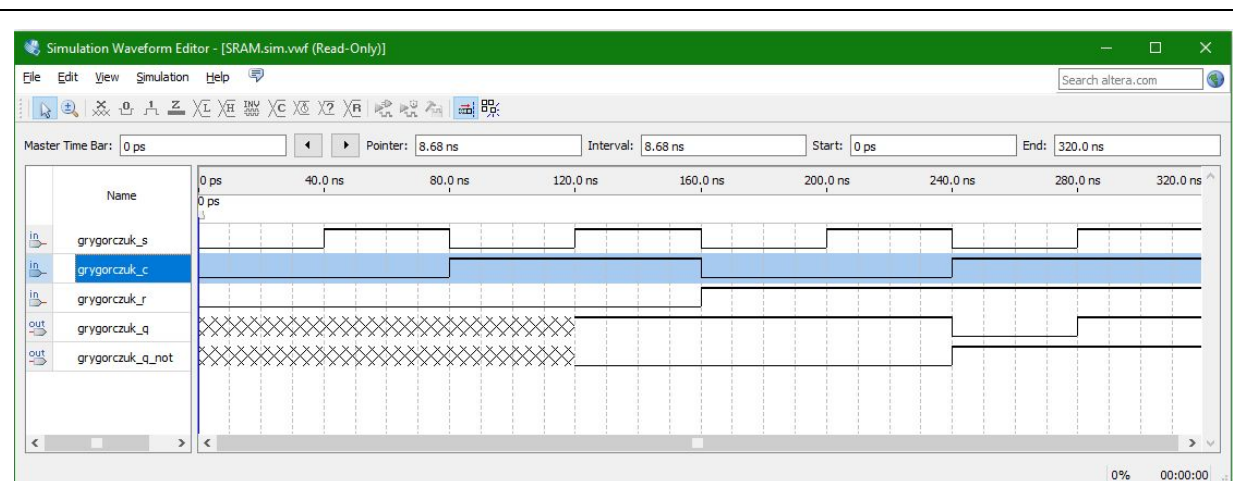 Simulation Waveform Editor - [SRAM.sim.vwf (Read-Only)]
File Edit View Simulation Help Search altera.com
Master Time Bar: 0 ps Pointer: 8.68 ns Interval: 8.68 ns Start: 0 ps End: 320.0 ns
Name 0 ps 40.0 ns 80.0 ns 120.0 ns 160.0 ns 200.0 ns 240.0 ns 280.0 ns 320.0 ns
0 ps
in grygorczuk_s
in grygorczuk_c
in grygorczuk_r
out grygorczuk_q
out grygorczuk_q_not
0% 00:00:00